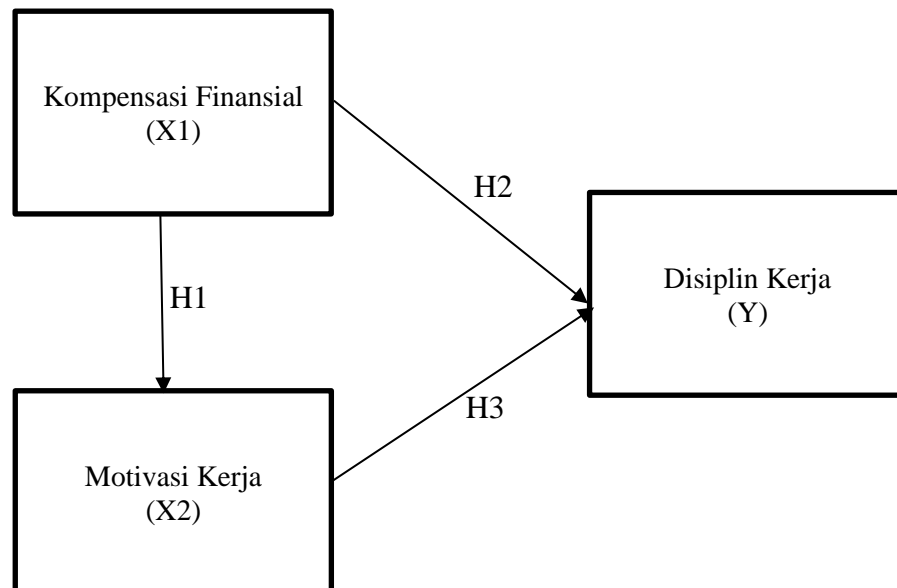 Kompensasi Finansial
(X1)
H2
Disiplin Kerja
(Y)
H1
H3
Motivasi Kerja
(X2)